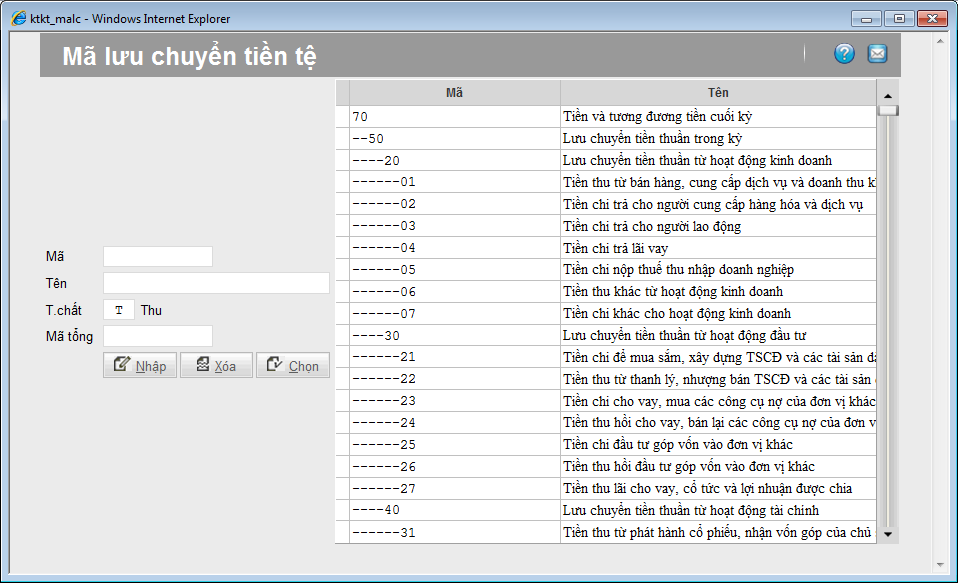 ktkt_malc - Windows Internet Explorer
Mã lưu chuyển tiền tệ
Mã
Tên
T.chất T Thu
Mã tổng
Nhập Xóa Chọn
Mã Tên
70 Tiền và tương đương tiền cuối kỳ
--50 Lưu chuyển tiền thuần trong kỳ
----20 Lưu chuyển tiền thuần từ hoạt động kinh doanh
------01 Tiền thu từ bán hàng, cung cấp dịch vụ và doanh thu k
------02 Tiền chi trả cho người cung cấp hàng hóa và dịch vụ
------03 Tiền chi trả cho người lao động
------04 Tiền chi trả lãi vay
------05 Tiền chi nộp thuế thu nhập doanh nghiệp
------06 Tiền thu khác từ hoạt động kinh doanh
------07 Tiền chi khác cho hoạt động kinh doanh
----30 Lưu chuyển tiền thuần từ hoạt động đầu tư
------21 Tiền chi để mua sắm, xây dựng TSCĐ và các tài sản dà
------22 Tiền thu từ thanh lý, nhượng bán TSCĐ và các tài sản
------23 Tiền chi cho vay, mua các công cụ nợ của đơn vị khác
------24 Tiền thu hồi cho vay, bán lại các công cụ nợ của đơn v
------25 Tiền chi đầu tư góp vốn vào đơn vị khác
------26 Tiền thu hồi đầu tư góp vốn vào đơn vị khác
------27 Tiền thu lãi cho vay, cổ tức và lợi nhuận được chia
----40 Lưu chuyển tiền thuần từ hoạt động tài chinh
------31 Tiền thu từ phát hành cổ phiếu, nhận vốn góp của chủ